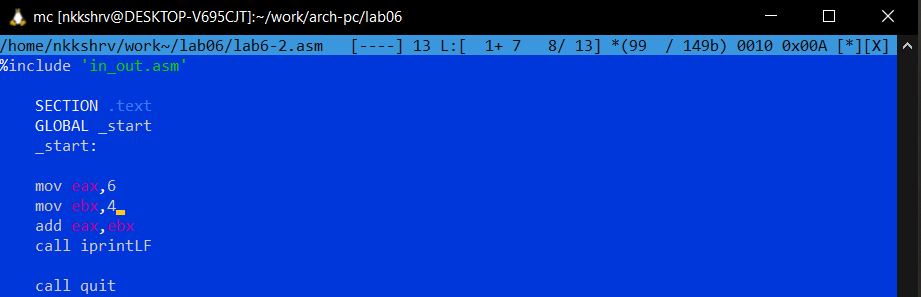 mc [nkkshrv@DESKTOP-V695CJT]:~/work/arch-pc/lab06
/home/nkkshrv/work~/lab06/lab6-2.asm   [----] 13 L:[  1+ 7   8/ 13] *(99  / 149b) 0010 0x00A [*][X]
%include 'in_out.asm'
SECTION .text
GLOBAL _start
_start:
mov eax,6
mov ebx,4
add eax,ebx
call iprintLF
call quit